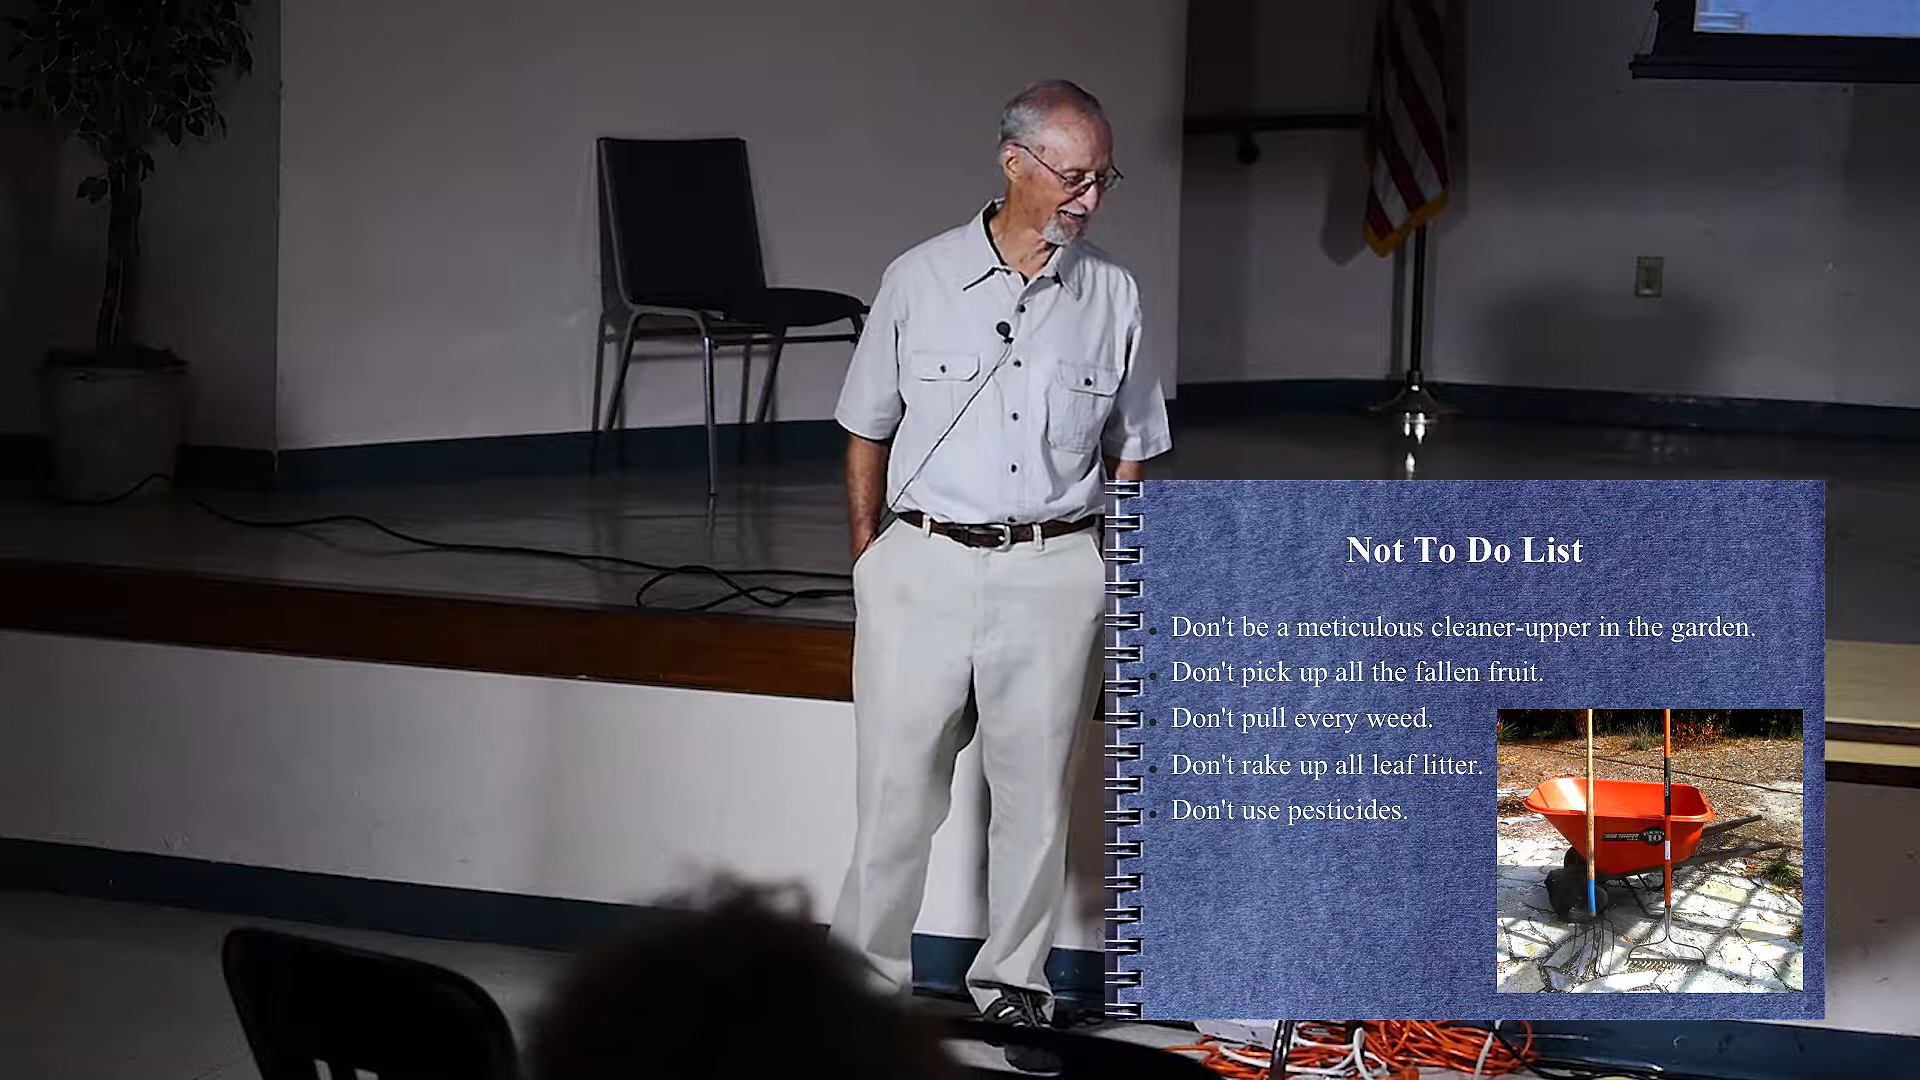 Not To Do List
Don't be a meticulous cleaner-upper in the garden.
Don't pick up all the fallen fruit.
Don't pull every weed.
Don't rake up all leaf litter.
Don't use pesticides.